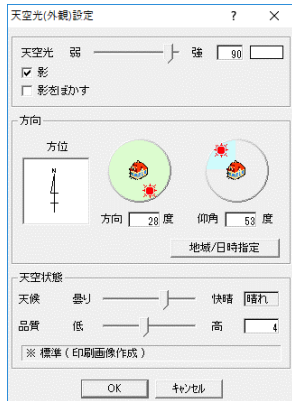 天空光(外観)設定 ? ×
天空光 弱 強 90
影
影をぼかす
方向
方位
N
方向 28 度 仰角 53 度
地域/日時指定
天空状態
天候 曇り 快晴 晴れ
品質 低 高 4
※ 標準 ( 印刷画像作成 )
OK キャンセル